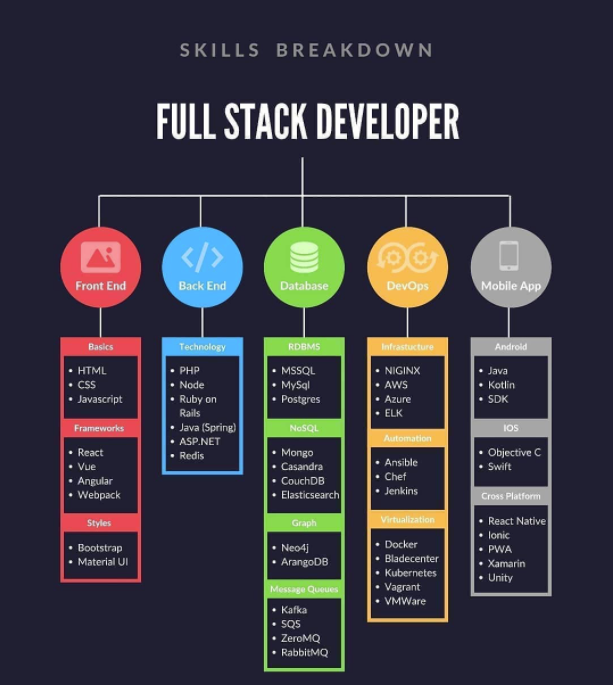 SKILLS BREAKDOWN
FULL STACK DEVELOPER
Front End
Back End
Database
DevOps
Mobile App
Basics
• HTML
• CSS
• Javascript
Frameworks
• React
• Vue
• Angular
• Webpack
Styles
• Bootstrap
• Material UI
Technology
• PHP
• Node
• Ruby on
Rails
• Java (Spring)
• ASP.NET
• Redis
RDBMS
• MSSQL
• MySql
• Postgres
NoSQL
• Mongo
• Casandra
• CouchDB
• Elasticsearch
Graph
• Neo4j
• ArangoDB
Message Queues
• Kafka
• SQS
• ZeroMQ
• RabbitMQ
Infrastucture
• NIGINX
• AWS
• Azure
• ELK
Automation
• Ansible
• Chef
• Jenkins
Virtualization
• Docker
• Bladecenter
• Kubernetes
• Vagrant
• VMWare
Android
• Java
• Kotlin
• SDK
IOS
• Objective C
• Swift
Cross Platform
• React Native
• Ionic
• PWA
• Xamarin
• Unity